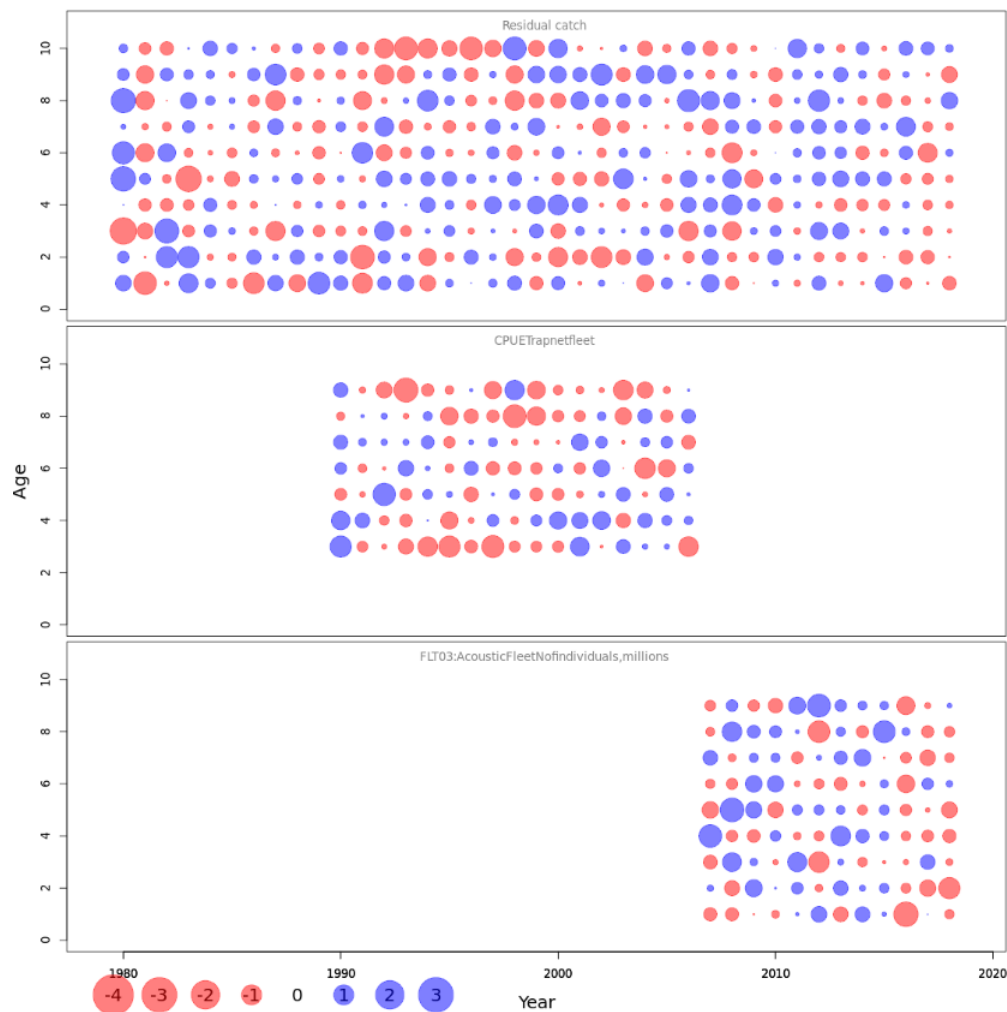 Residual catch
10
8
6
4
2
0
CPUETrapnetfleet
10
8
6
4
2
0
Age
FLT03:AcousticFleetNofindividuals,millions
10
8
6
4
2
0
1980 1990 2000 2010 2020
-4 -3 -2 -1 0 1 2 3
Year